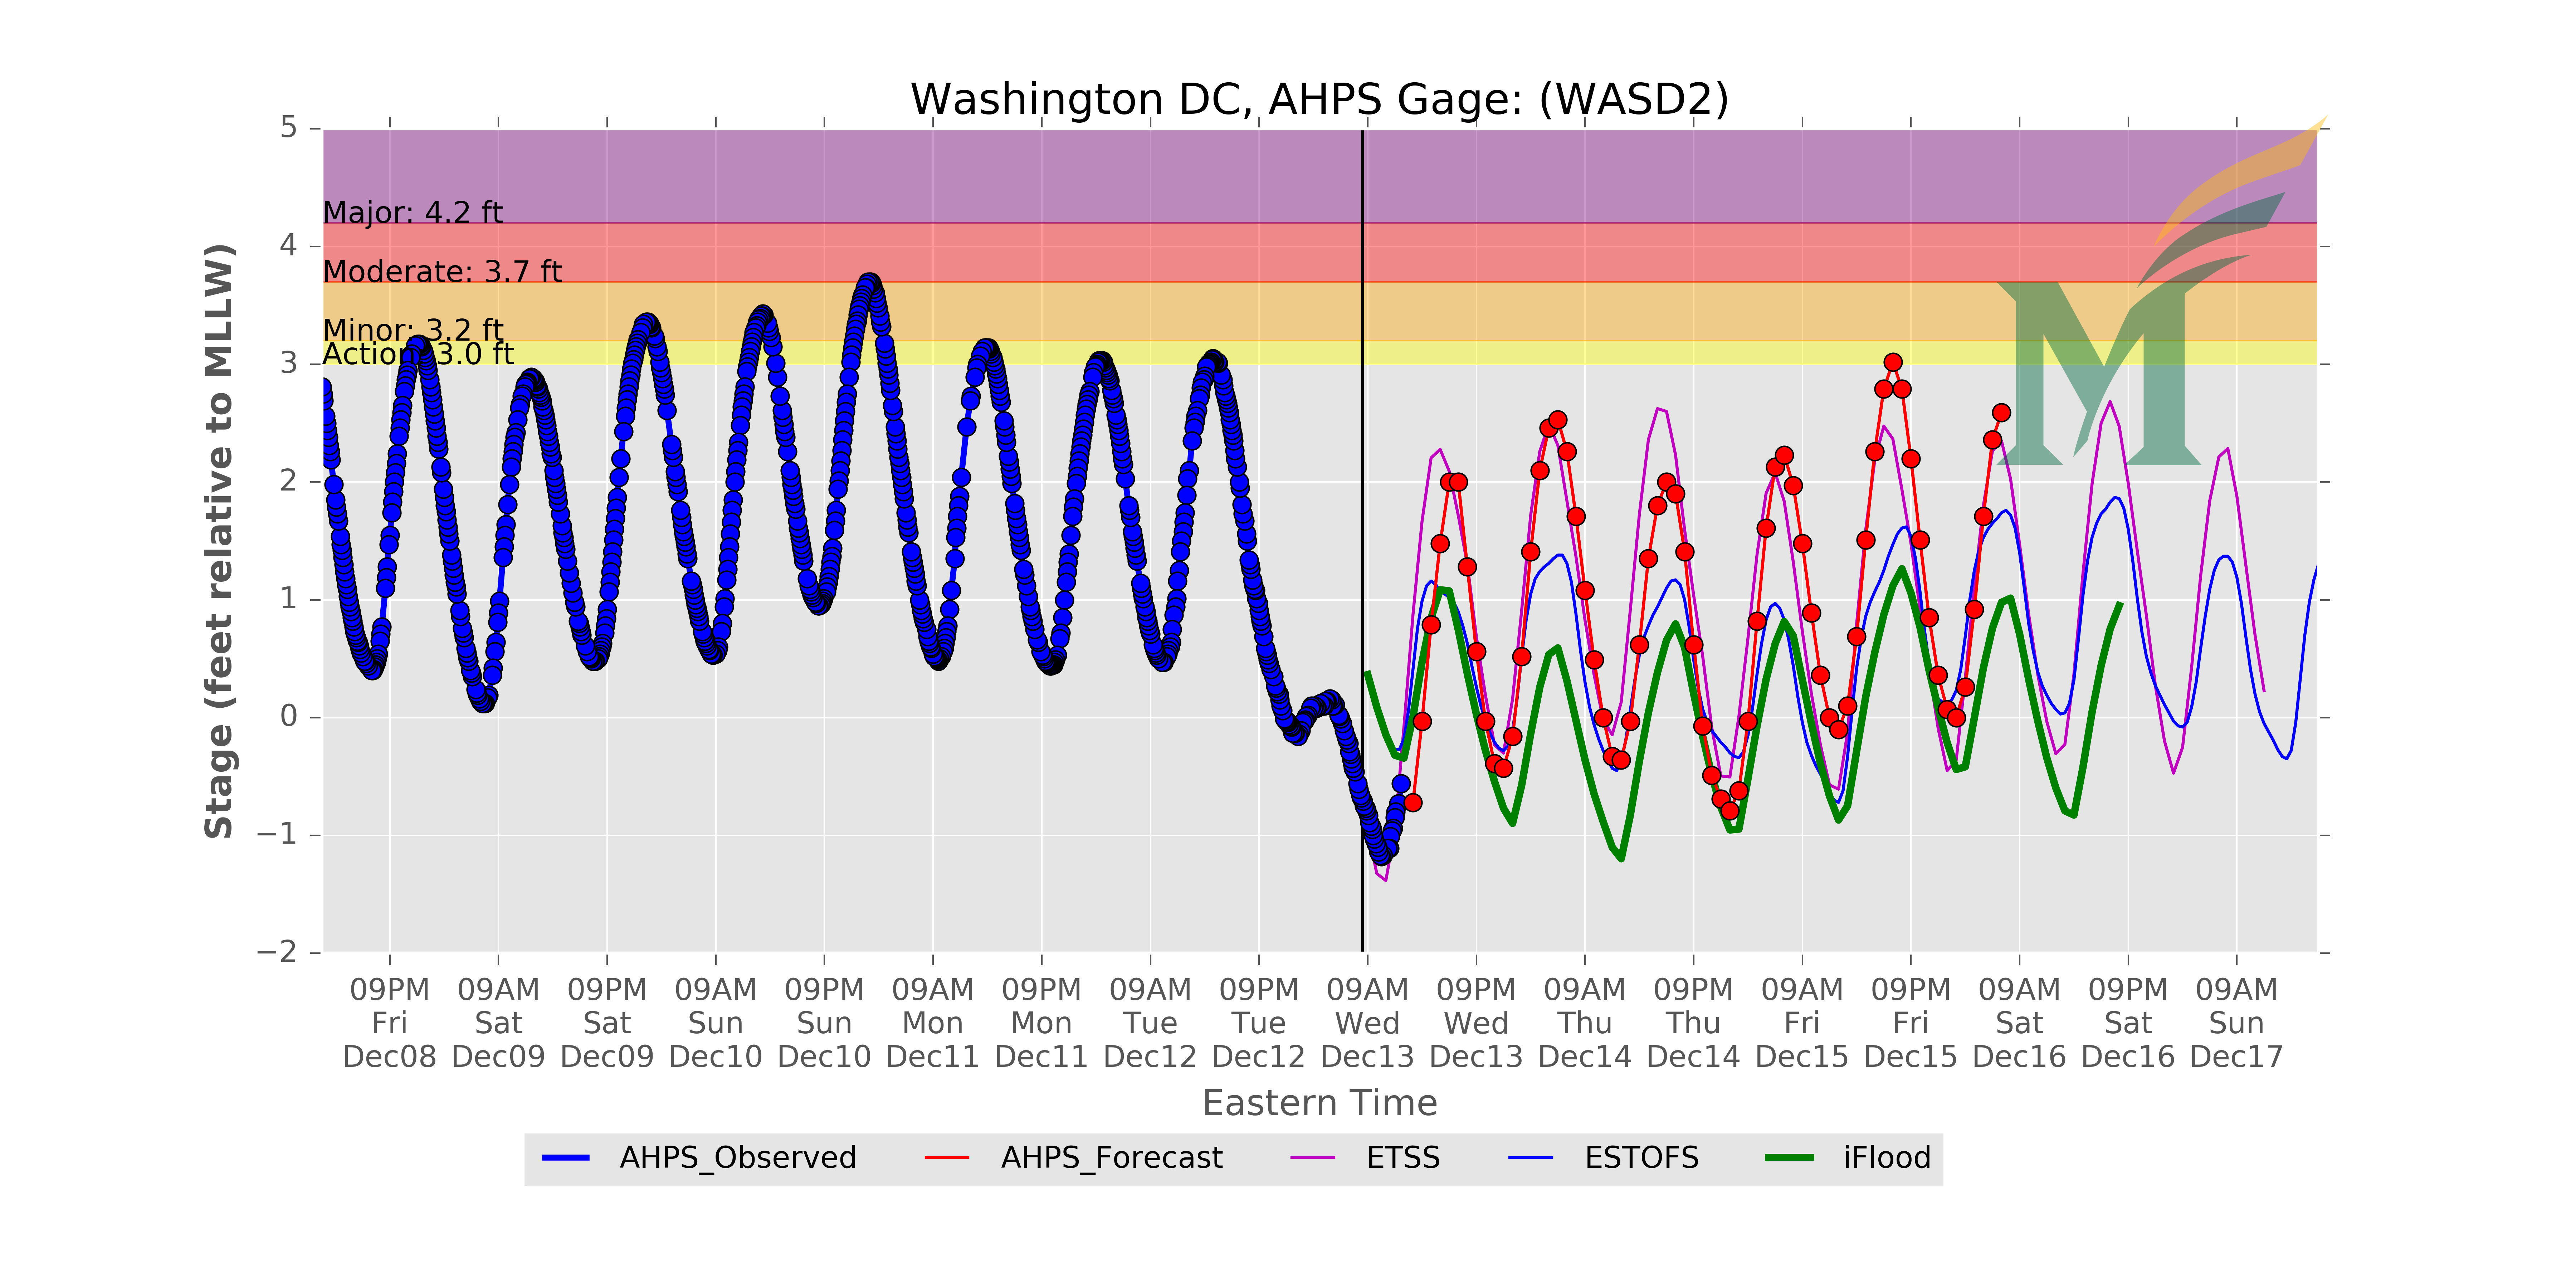 Washington DC, AHPS Gage: (WASD2)
Stage (feet relative to MLLW)
5
4
3
2
1
0
−1
−2
Major: 4.2 ft
Moderate: 3.7 ft
Minor: 3.2 ft
Action: 3.0 ft
09PM 09AM 09PM 09AM 09PM 09AM 09PM 09AM 09PM 09AM 09PM 09AM 09PM 09AM 09PM 09AM 09PM 09AM
Fri Sat Sat Sun Sun Mon Mon Tue Tue Wed Wed Thu Thu Fri Fri Sat Sat Sun
Dec08 Dec09 Dec09 Dec10 Dec10 Dec11 Dec11 Dec12 Dec12 Dec13 Dec13 Dec14 Dec14 Dec15 Dec15 Dec16 Dec16 Dec17
Eastern Time
AHPS_Observed AHPS_Forecast ETSS ESTOFS iFlood
M